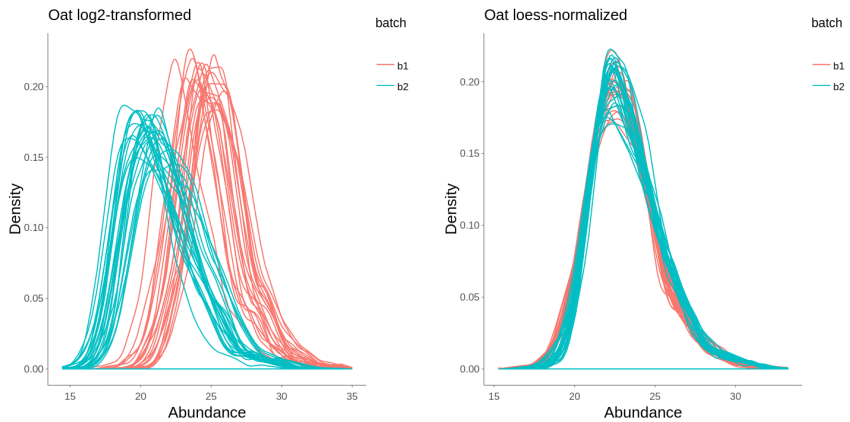 Oat log2-transformed
batch
b1
b2
Density
0.20
0.15
0.10
0.05
0.00
15 20 25 30 35
Abundance
Oat loess-normalized
batch
b1
b2
Density
0.20
0.15
0.10
0.05
0.00
15 20 25 30
Abundance